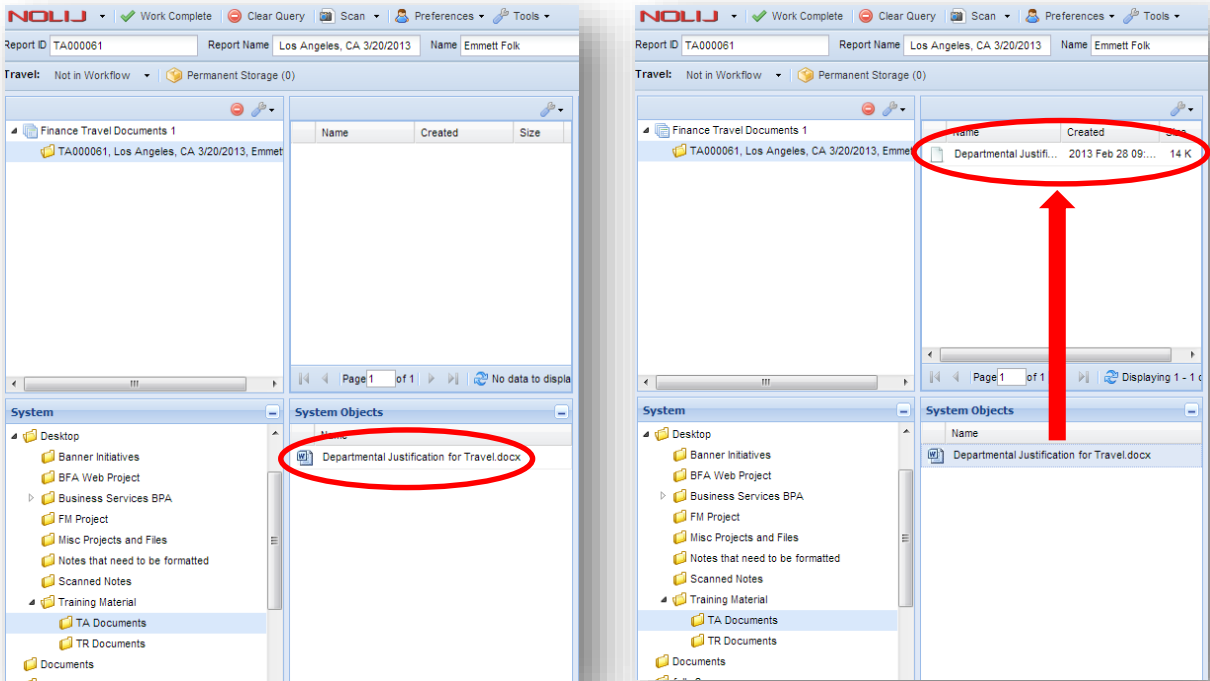 NOLIJ Work Complete Clear Query Scan Preferences Tools
Report ID TA000061 Report Name Los Angeles, CA 3/20/2013 Name Emmett Folk
Travel: Not in Workflow Permanent Storage (0)
Finance Travel Documents 1
TA000061, Los Angeles, CA 3/20/2013, Emmet
Name Created Size
Page 1 of 1 No data to displa
System
Desktop
Banner Initiatives
BFA Web Project
Business Services BPA
FM Project
Misc Projects and Files
Notes that need to be formatted
Scanned Notes
Training Material
TA Documents
TR Documents
Documents
System Objects
Name
Departmental Justification for Travel.docx
NOLIJ Work Complete Clear Query Scan Preferences Tools
Report ID TA000061 Report Name Los Angeles, CA 3/20/2013 Name Emmett Folk
Travel: Not in Workflow Permanent Storage (0)
Finance Travel Documents 1
TA000061, Los Angeles, CA 3/20/2013, Emmet
Name Created Size
Departmental Justifi... 2013 Feb 28 09:... 14 K
Page 1 of 1 Displaying 1 - 1 o
System
Desktop
Banner Initiatives
BFA Web Project
Business Services BPA
FM Project
Misc Projects and Files
Notes that need to be formatted
Scanned Notes
Training Material
TA Documents
TR Documents
Documents
System Objects
Name
Departmental Justification for Travel.docx